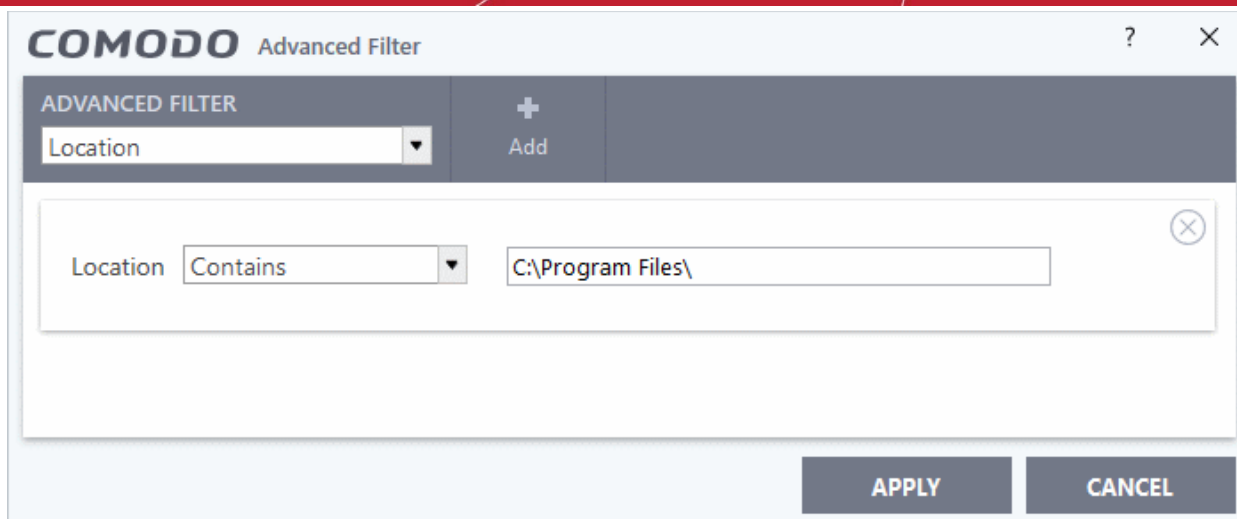 COMODO Advanced Filter ?
ADVANCED FILTER
Location
Add
Location Contains C:\Program Files\
APPLY CANCEL